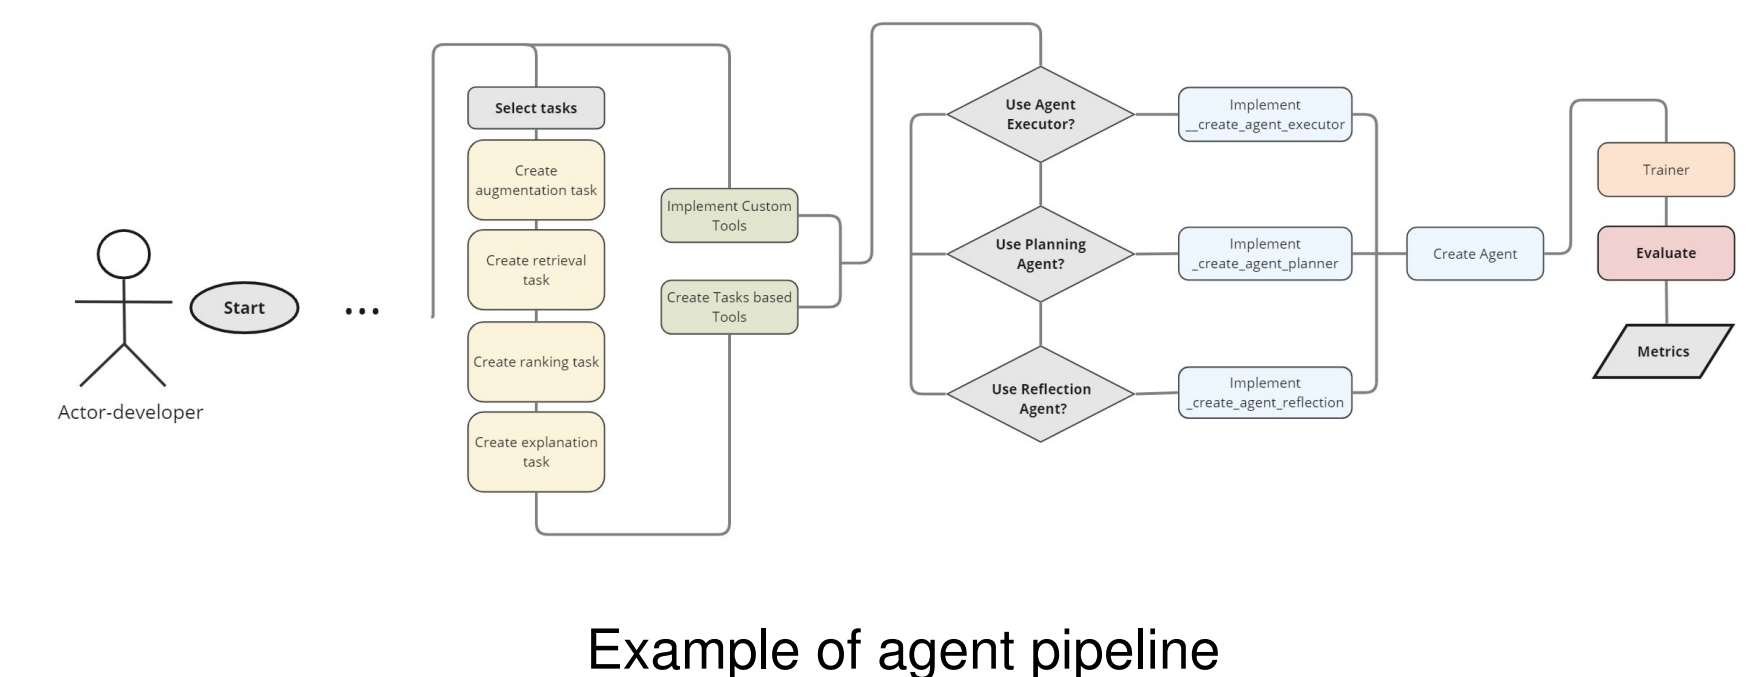 Actor-developer
Start
...
Select tasks
Create
augmentation task
Create retrieval
task
Create ranking task
Create explanation
task
Implement Custom
Tools
Create Tasks based
Tools
Use Agent
Executor?
Use Planning
Agent?
Use Reflection
Agent?
Implement
__create_agent_executor
Implement
_create_agent_planner
Implement
_create_agent_reflection
Create Agent
Trainer
Evaluate
Metrics
Example of agent pipeline